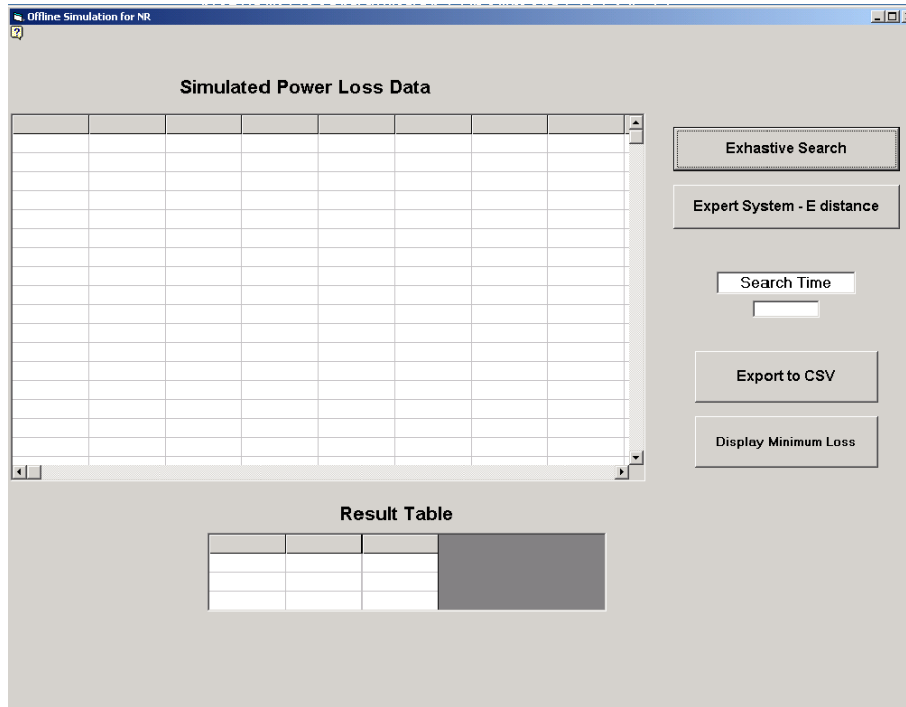 Offline Simulation for NR
Simulated Power Loss Data
Exhastive Search
Expert System - E distance
Search Time
Export to CSV
Display Minimum Loss
Result Table